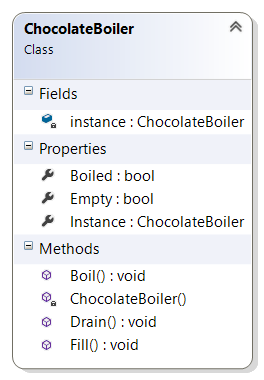 ChocolateBoiler
Class
Fields
instance : ChocolateBoiler
Properties
Boiled : bool
Empty : bool
Instance : ChocolateBoiler
Methods
Boil() : void
ChocolateBoiler()
Drain() : void
Fill() : void